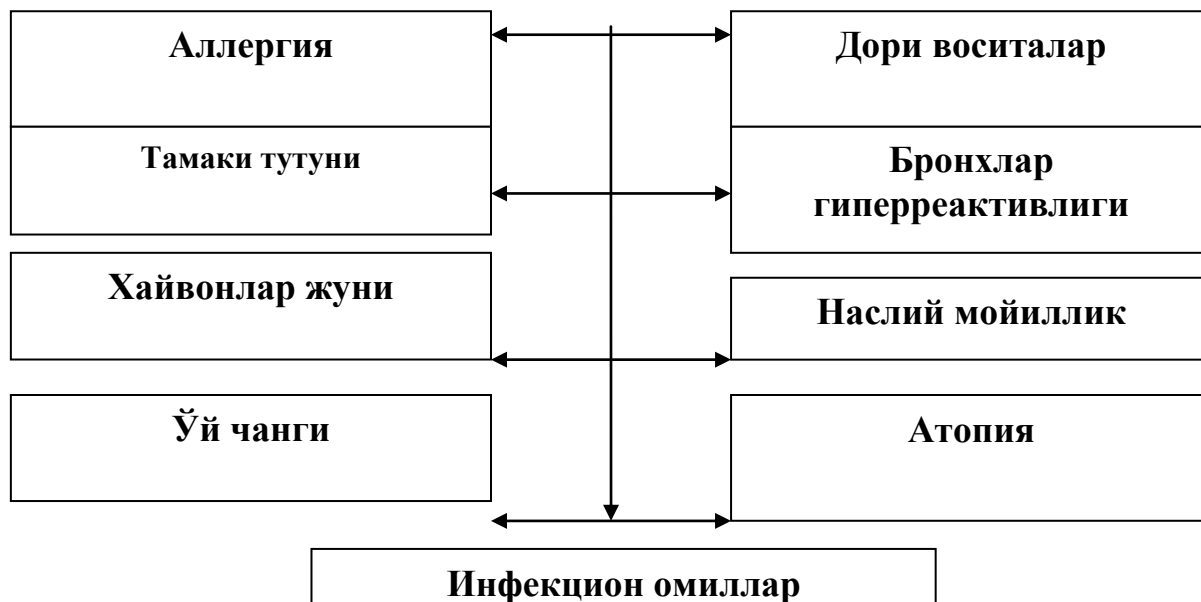 Аллергия
Дори воситалар
Тамаки тутуни
Бронхлар
гиперреактивлиги
Хайвонлар жуни
Наслий мойиллик
Ўй чанги
Атопия
Инфекцион омиллар